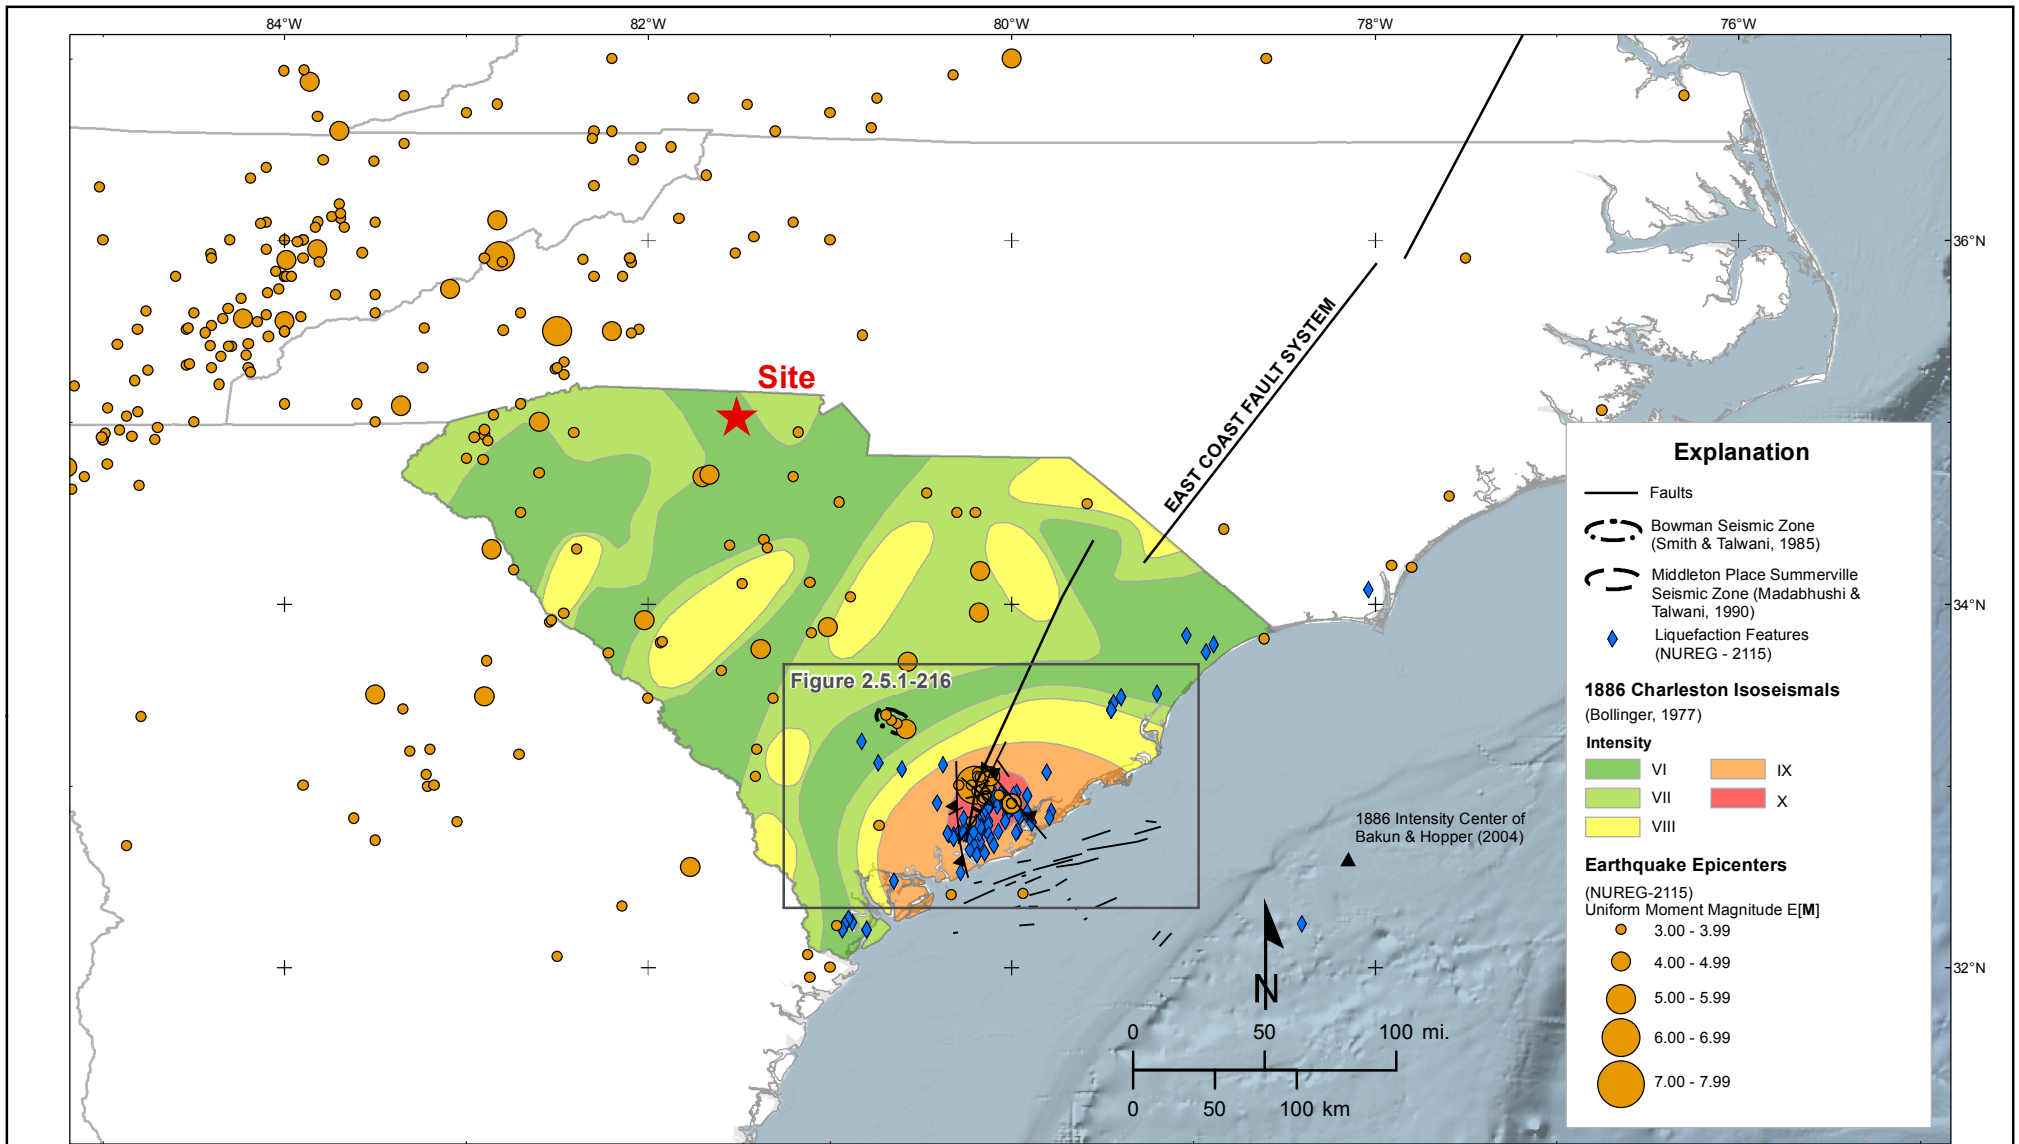 84°W
82°W
80°W
78°W
76°W
36°N
34°N
32°N
Site
EAST COAST FAULT SYSTEM
Figure 2.5.1-216
1886 Intensity Center of
Bakun & Hopper (2004)
N
0 50 100 mi.
0 50 100 km
Explanation
Faults
Bowman Seismic Zone
(Smith & Talwani, 1985)
Middleton Place Summerville
Seismic Zone (Madabhushi &
Talwani, 1990)
Liquefaction Features
(NUREG - 2115)
1886 Charleston Isoseismals
(Bollinger, 1977)
Intensity
VI
IX
VII
X
VIII
Earthquake Epicenters
(NUREG-2115)
Uniform Moment Magnitude E[M]
3.00 - 3.99
4.00 - 4.99
5.00 - 5.99
6.00 - 6.99
7.00 - 7.99